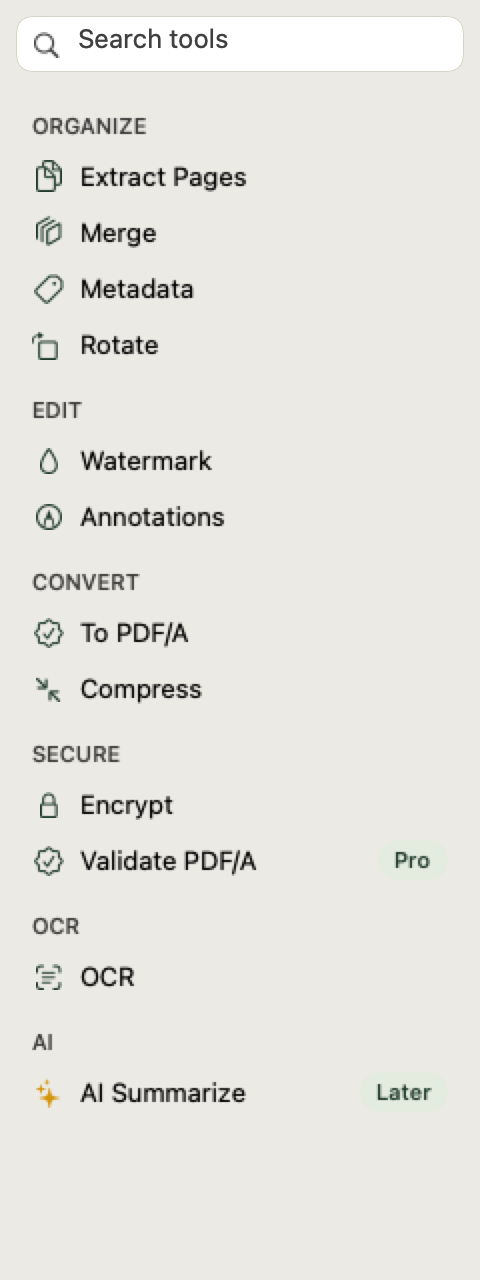 Search tools
ORGANIZE
Extract Pages
Merge
Metadata
Rotate
EDIT
Watermark
Annotations
CONVERT
To PDF/A
Compress
SECURE
Encrypt
Validate PDF/A Pro
OCR
OCR
AI
AI Summarize Later